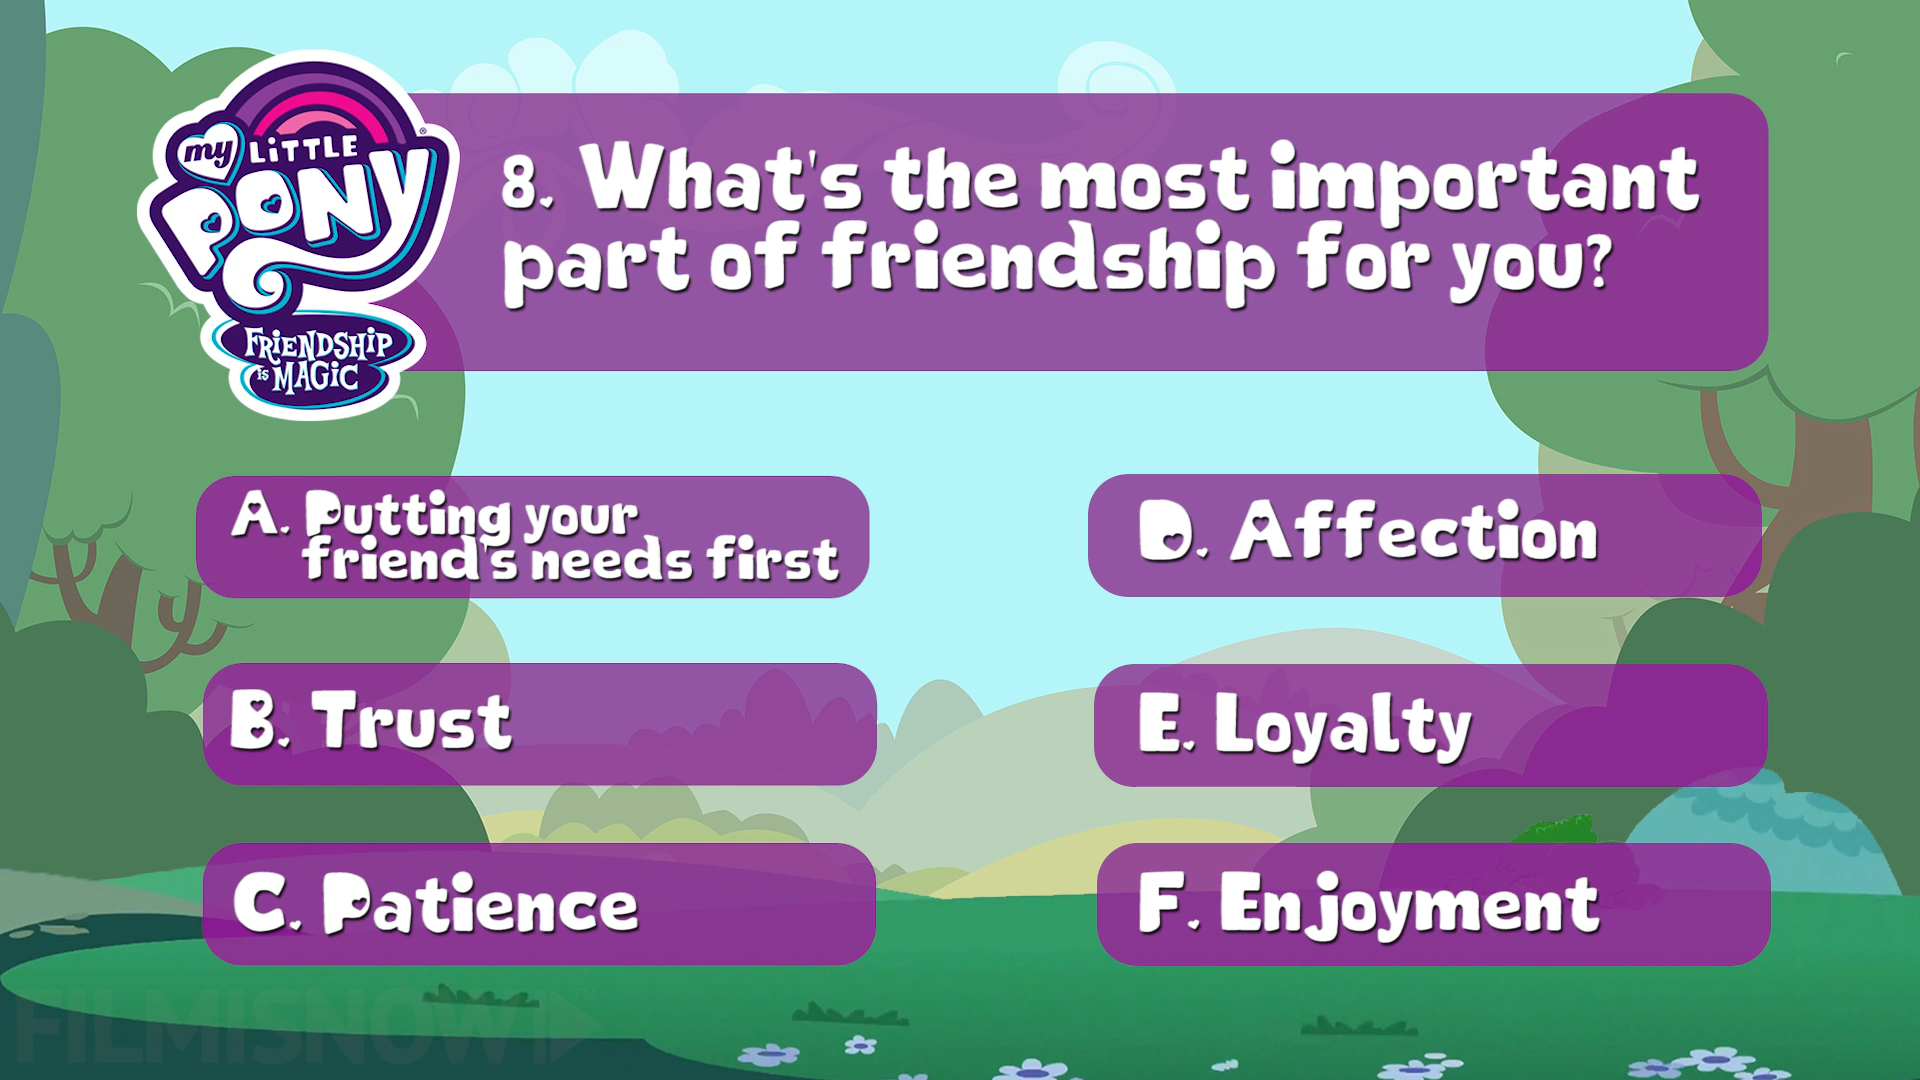 my LiTTLE
PONY
®
FRiENDSHiP
is MAGiC
8. What's the most important
part of friendship for you?
A. Putting your
friend's needs first
B. Trust
C. Patience
D. Affection
E. Loyalty
F. Enjoyment
FILMISNOW